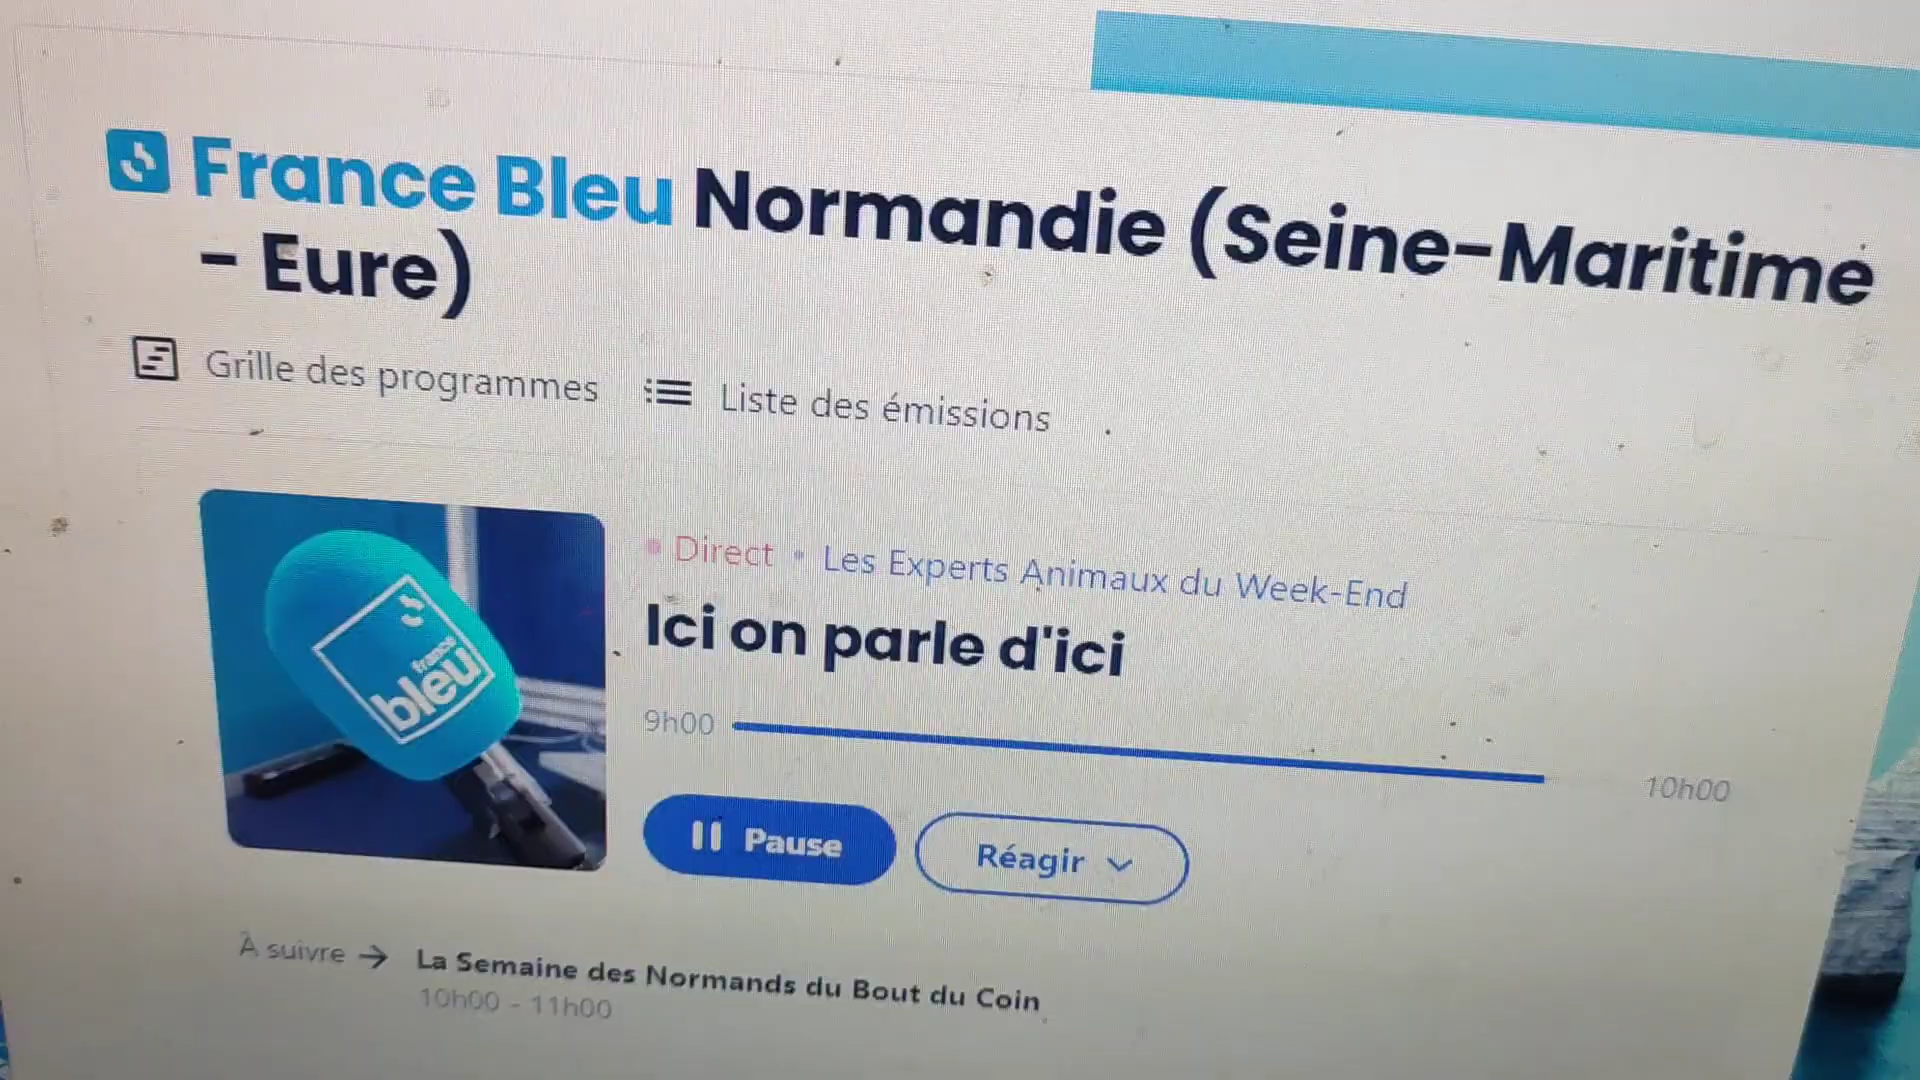 France Bleu Normandie (Seine-Maritime
- Eure)
Grille des programmes Liste des émissions
france
bleu
Direct • Les Experts Animaux du Week-End
Ici on parle d'ici
9h00 10h00
Pause Réagir
À suivre → La Semaine des Normands du Bout du Coin
10h00 - 11h00